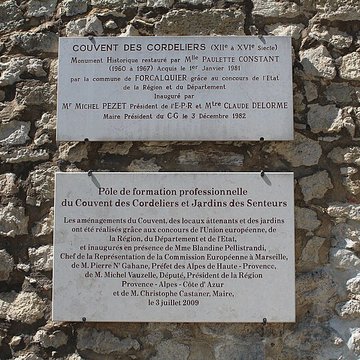 COUVENT DES CORDELIERS (XIIe à XVIe Siècle)
Monument Historique restauré par Mlle PAULETTE CONSTANT
(1960 à 1967) Acquis le 1er Janvier 1981
par la commune de FORCALQUIER grâce au concours de l'Etat
de la Région et du Département
Inauguré par
Mr MICHEL PEZET Président de l'E·P·R et Mtre CLAUDE DELORME
Maire Président du C·G le 3 Décembre 1982
Pôle de formation professionnelle
du Couvent des Cordeliers et Jardins des Senteurs
Les aménagements du Couvent, des locaux attenants et des jardins
ont été réalisés grâce aux concours de l'Union européenne, de
la Région, du Département et de l'Etat,
et inaugurés en présence de Mme Blandine Pellistrandi,
Chef de la Représentation de la Commission Européenne à Marseille,
de M. Pierre N'Gahane, Préfet des Alpes de Haute - Provence,
de M. Michel Vauzelle, Député, Président de la Région
Provence - Alpes - Côte d'Azur
et de M. Christophe Castaner, Maire,
le 3 juillet 2009